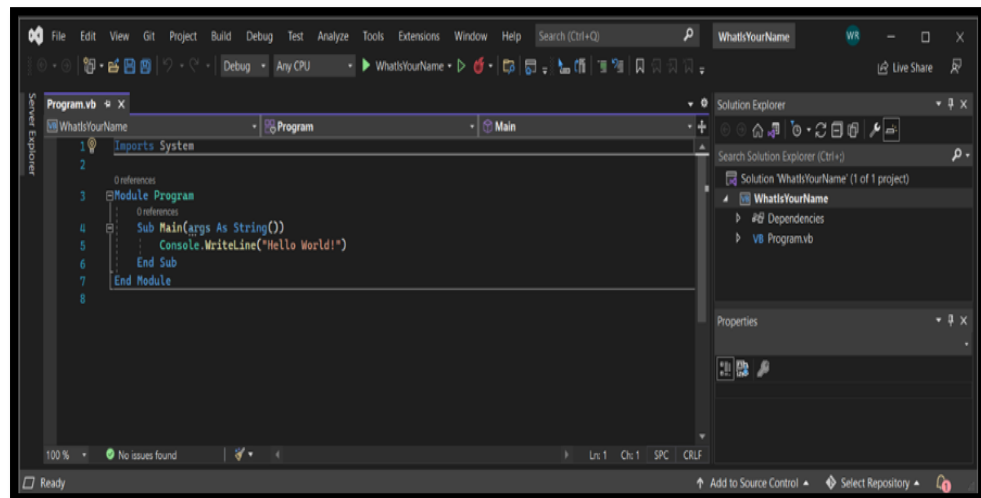 File Edit View Git Project Build Debug Test Analyze Tools Extensions Window Help Search (Ctrl+Q) WhatIsYourName WR
Debug Any CPU WhatIsYourName Live Share
Server Explorer
Program.vb
WhatIsYourName Program Main
1 Imports System
2
0 references
3 Module Program
0 references
4 Sub Main(args As String())
5 Console.WriteLine("Hello World!")
6 End Sub
7 End Module
8
100 % No issues found Ln: 1 Ch: 1 SPC CRLF
Solution Explorer
Search Solution Explorer (Ctrl+;)
Solution 'WhatIsYourName' (1 of 1 project)
WhatIsYourName
Dependencies
VB Program.vb
Properties
Ready Add to Source Control Select Repository 1